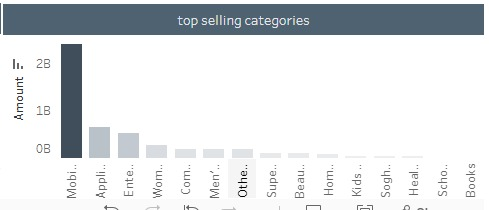 top selling categories
Amount
2B
1B
0B
Mobi..
Appli..
Ente..
Wom..
Com..
Men'..
Othe..
Supe..
Beau..
Hom..
Kids..
Sogh..
Heal..
Scho..
Books